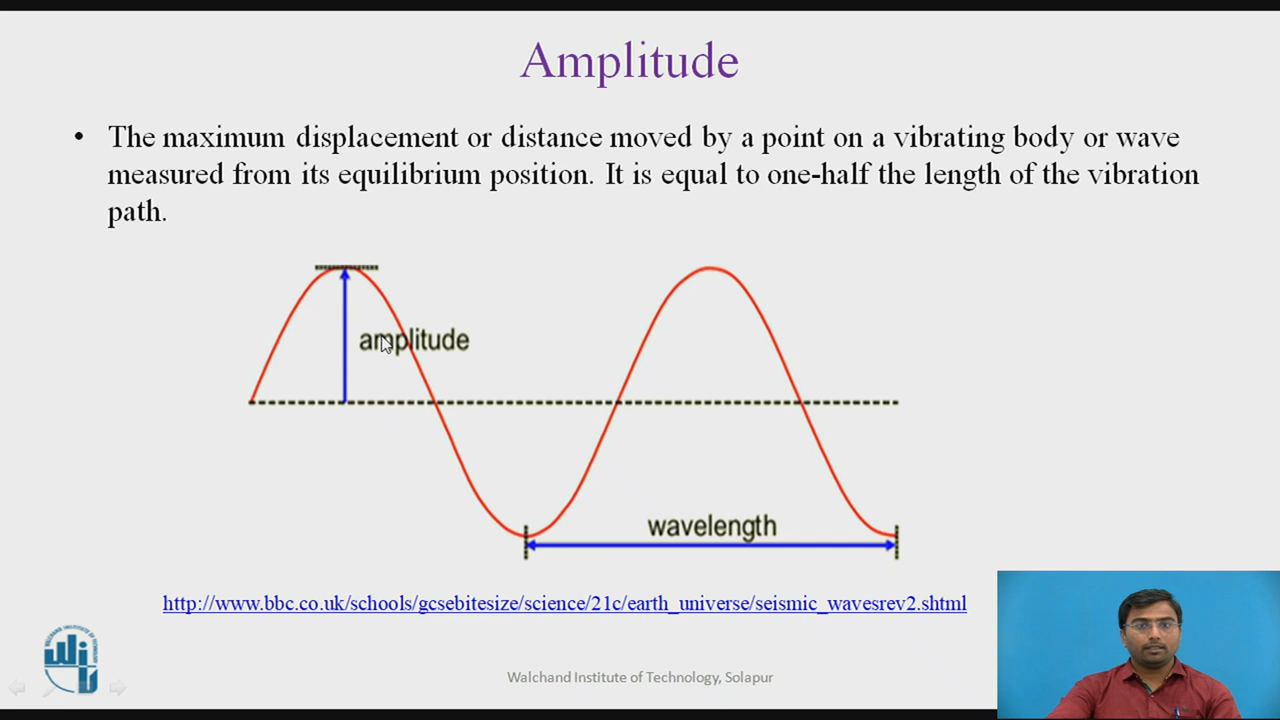 Amplitude
• The maximum displacement or distance moved by a point on a vibrating body or wave
measured from its equilibrium position. It is equal to one-half the length of the vibration
path.
amplitude
wavelength
http://www.bbc.co.uk/schools/gcsebitesize/science/21c/earth_universe/seismic_wavesrev2.shtml
Walchand Institute of Technology, Solapur